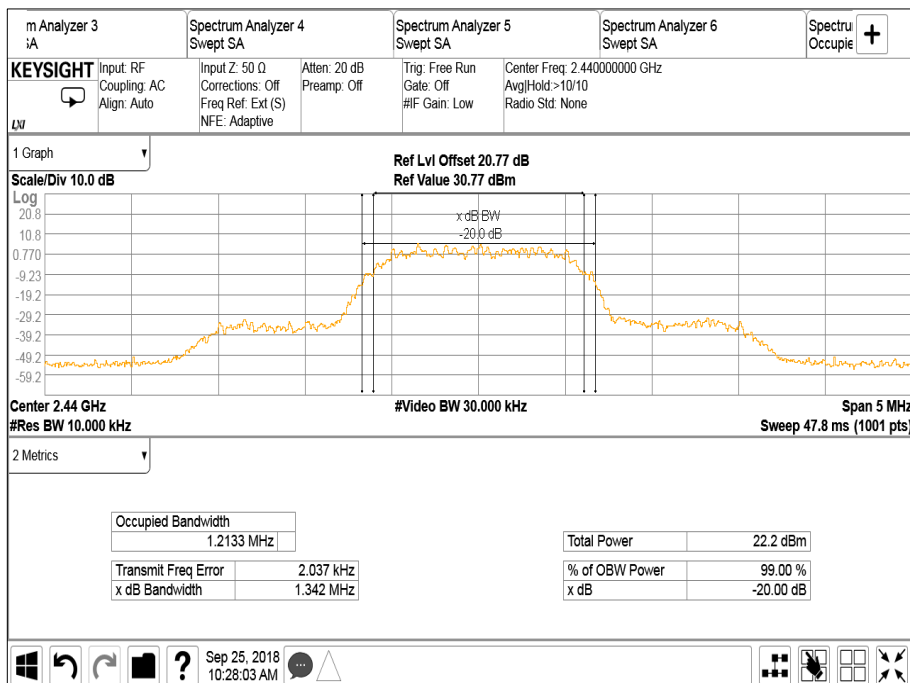 m Analyzer 3
SA
Spectrum Analyzer 4
Swept SA
Spectrum Analyzer 5
Swept SA
Spectrum Analyzer 6
Swept SA
Spectru
Occupie
+
KEYSIGHT
LXI
Input: RF
Coupling: AC
Align: Auto
Input Z: 50 Ω
Corrections: Off
Freq Ref: Ext (S)
NFE: Adaptive
Atten: 20 dB
Preamp: Off
Trig: Free Run
Gate: Off
#IF Gain: Low
Center Freq: 2.440000000 GHz
Avg|Hold:>10/10
Radio Std: None
1 Graph
Scale/Div 10.0 dB
Ref Lvl Offset 20.77 dB
Ref Value 30.77 dBm
Log
20.8
10.8
0.770
-9.23
-19.2
-29.2
-39.2
-49.2
-59.2
x dB BW
-20.0 dB
Center 2.44 GHz
#Video BW 30.000 kHz
Span 5 MHz
#Res BW 10.000 kHz
Sweep 47.8 ms (1001 pts)
2 Metrics
Occupied Bandwidth
1.2133 MHz
Total Power 22.2 dBm
Transmit Freq Error 2.037 kHz
% of OBW Power 99.00 %
x dB Bandwidth 1.342 MHz
x dB -20.00 dB
?
Sep 25, 2018
10:28:03 AM